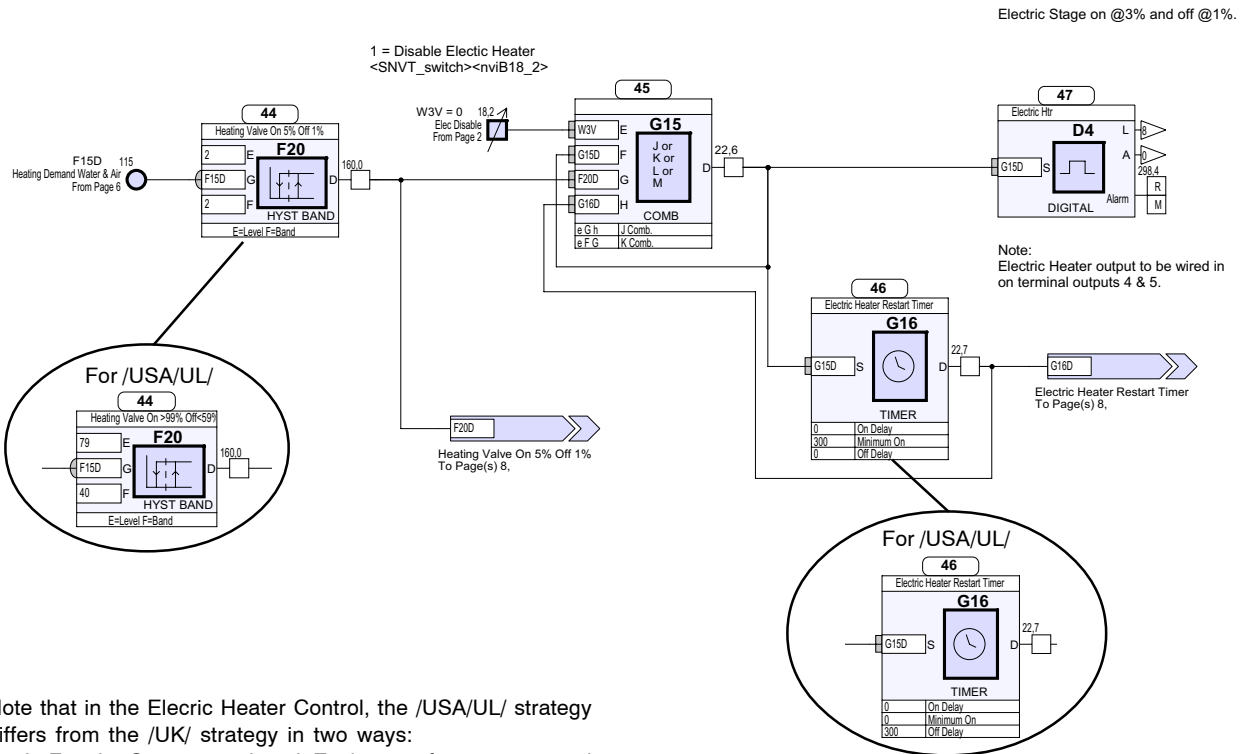 Electric Stage on @3% and off @1%.
1 = Disable Electic Heater
<SNVT_switch><nviB18_2>
44
Heating Valve On 5% Off 1%
F20
2
E
F15D
G
2
F
D
160,0
HYST BAND
E=Level F=Band
F15D
115
Heating Demand Water & Air
From Page 6
W3V = 0
18,2
Elec Disable
From Page 2
45
G15
W3V
E
G15D
F
F20D
G
G16D
H
J or
K or
L or
M
D
22,6
COMB
e G h
J Comb.
e F G
K Comb.
47
Electric Htr
D4
G15D
S
L
8
A
0
298,4
R
Alarm
M
DIGITAL
Note:
Electric Heater output to be wired in
on terminal outputs 4 & 5.
46
Electric Heater Restart Timer
G16
G15D
S
D
22,7
TIMER
0
On Delay
300
Minimum On
0
Off Delay
G16D
Electric Heater Restart Timer
To Page(s) 8,
F20D
Heating Valve On 5% Off 1%
To Page(s) 8,
For /USA/UL/
44
Heating Valve On >99% Off<59%
F20
79
E
F15D
G
40
F
D
160,0
HYST BAND
E=Level F=Band
For /USA/UL/
46
Electric Heater Restart Timer
G16
G15D
S
D
22,7
TIMER
0
On Delay
0
Minimum On
300
Off Delay
lote that in the Elecric Heater Control, the /USA/UL/ strategy
iffers from the /UK/ strategy in two ways: